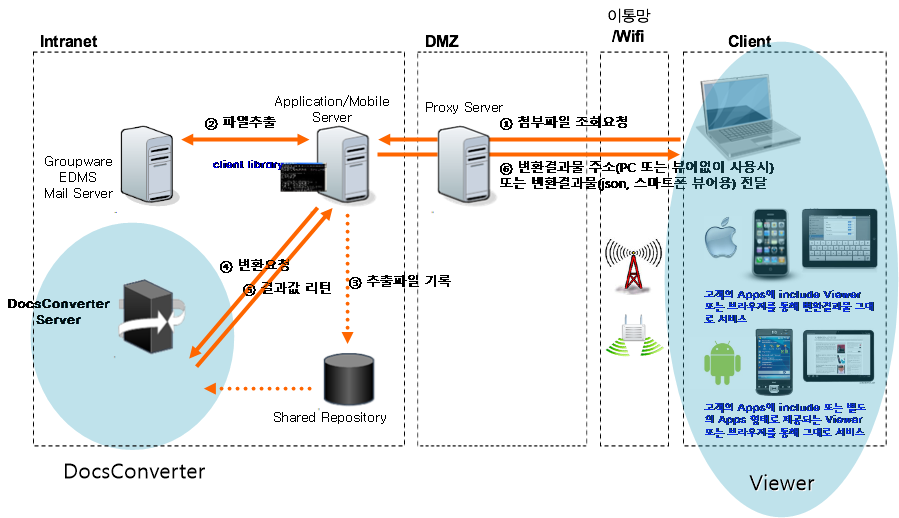 이통망
/Wifi
Intranet
DMZ
Client
Application/Mobile
Server
Proxy Server
② 파열추출
① 첨부파일 조회요청
Groupware
EDMS
Mail Server
client library
⑥ 변환결과물 주소(PC 또는 뷰어없이 사용시)
또는 변환결과물(json, 스마트폰 뷰어용) 전달
④ 변환요청
⑤ 결과값 리턴
③ 추출파일 기록
DocsConverter
Server
고객의 Apps에 include Viewer
또는 브라우저를 통해 변환결과물 그대
로 서비스
Shared Repository
고객의 Apps에 include 또는 별도
의 Apps 형태로 제공되는 Viewer
또는 브라우저를 통해 그대로 서비스
DocsConverter
Viewer